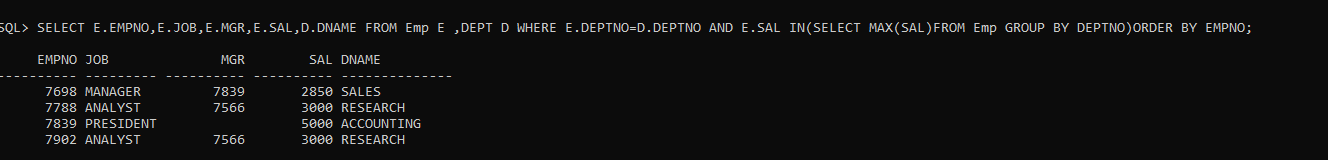 SQL> SELECT E.EMPNO,E.JOB,E.MGR,E.SAL,D.DNAME FROM Emp E ,DEPT D WHERE E.DEPTNO=D.DEPTNO AND E.SAL IN(SELECT MAX(SAL)FROM Emp GROUP BY DEPTNO)ORDER BY EMPNO;
     EMPNO JOB              MGR        SAL DNAME
---------- --------- ---------- ---------- --------------
      7698 MANAGER         7839       2850 SALES
      7788 ANALYST         7566       3000 RESEARCH
      7839 PRESIDENT                  5000 ACCOUNTING
      7902 ANALYST         7566       3000 RESEARCH